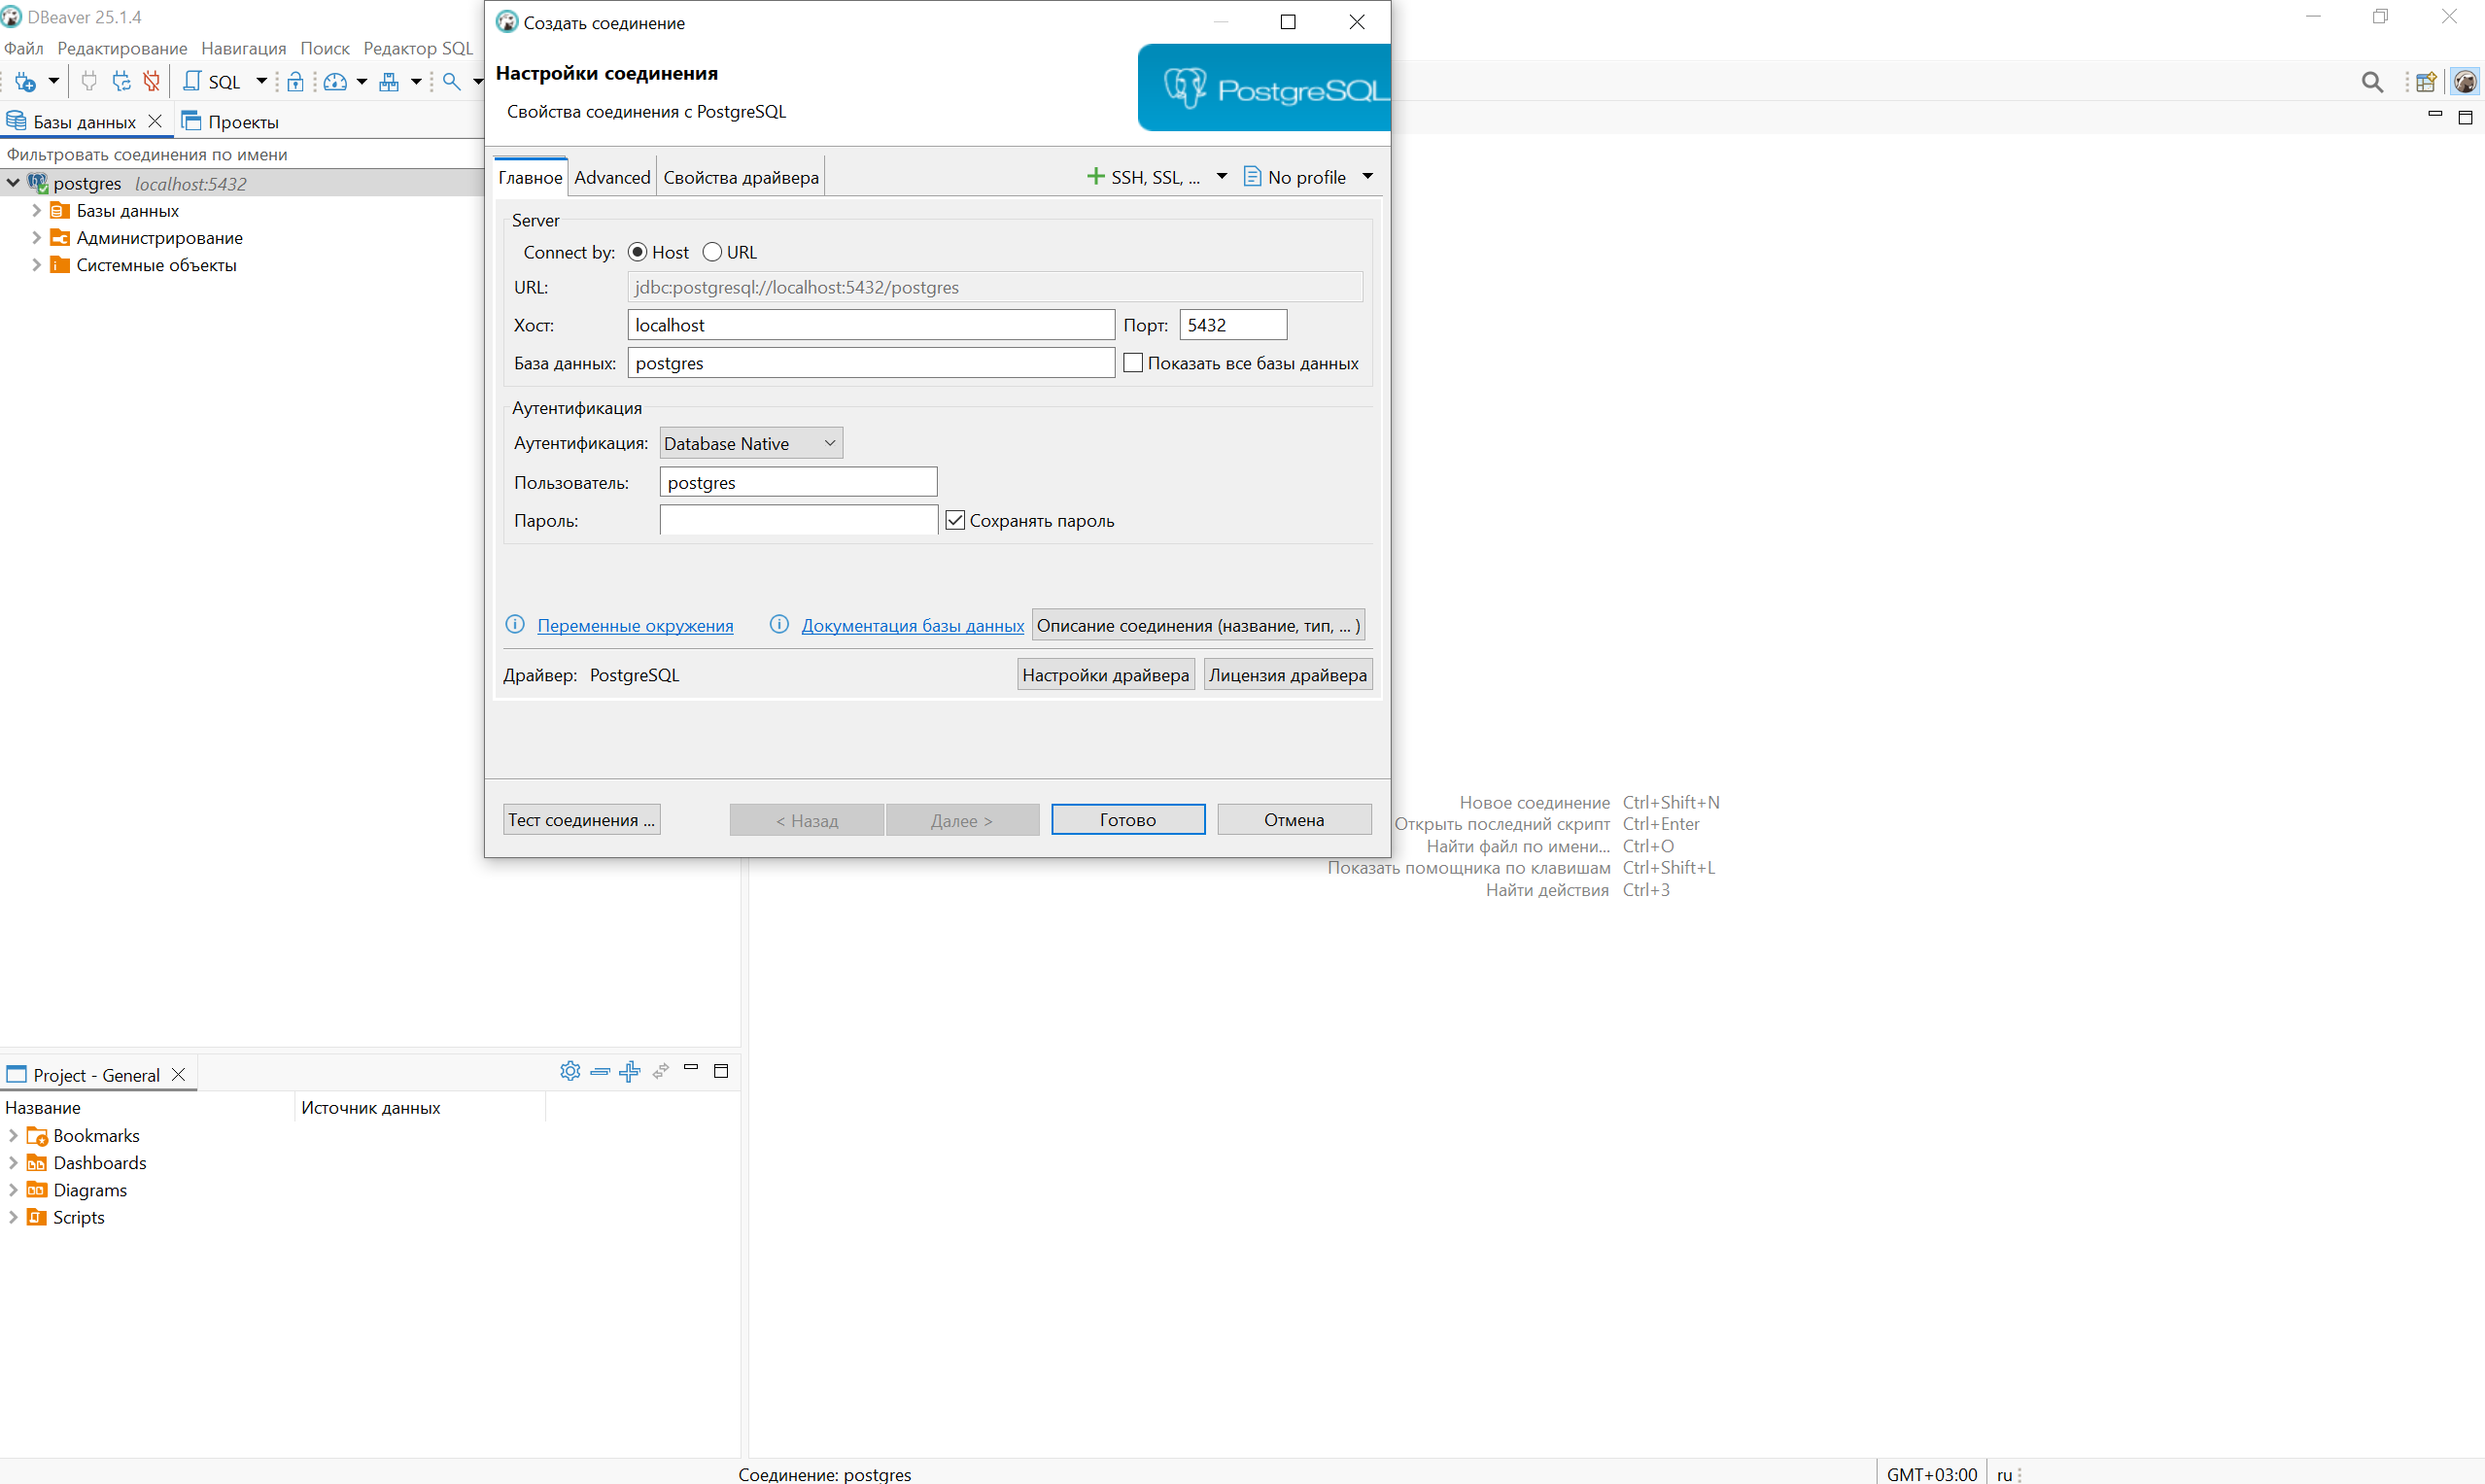 DBeaver 25.1.4
Файл Редактирование Навигация Поиск Редактор SQL
SQL
Базы данных
Проекты
Фильтровать соединения по имени
postgres localhost:5432
Базы данных
Администрирование
Системные объекты
Создать соединение
Настройки соединения
Свойства соединения с PostgreSQL
PostgreSQL
Главное Advanced Свойства драйвера SSH, SSL, ... No profile
Server
Connect by: Host URL
URL: jdbc:postgresql://localhost:5432/postgres
Хост: localhost Порт: 5432
База данных: postgres Показать все базы данных
Аутентификация
Аутентификация: Database Native
Пользователь: postgres
Пароль: Сохранять пароль
Переменные окружения Документация базы данных Описание соединения (название, тип, ... )
Драйвер: PostgreSQL Настройки драйвера Лицензия драйвера
Тест соединения ... < Назад Далее > Готово Отмена
Новое соединение Ctrl+Shift+N
Открыть последний скрипт Ctrl+Enter
Найти файл по имени... Ctrl+O
Показать помощника по клавишам Ctrl+Shift+L
Найти действия Ctrl+3
Project - General
Название Источник данных
Bookmarks
Dashboards
Diagrams
Scripts
Соединение: postgres GMT+03:00 ru